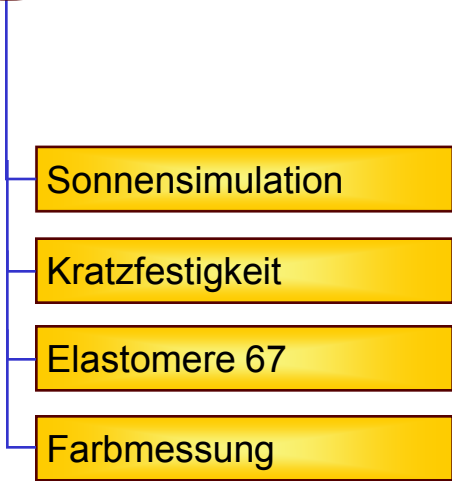 Sonnensimulation
Kratzfestigkeit
Elastomere 67
Farbmessung